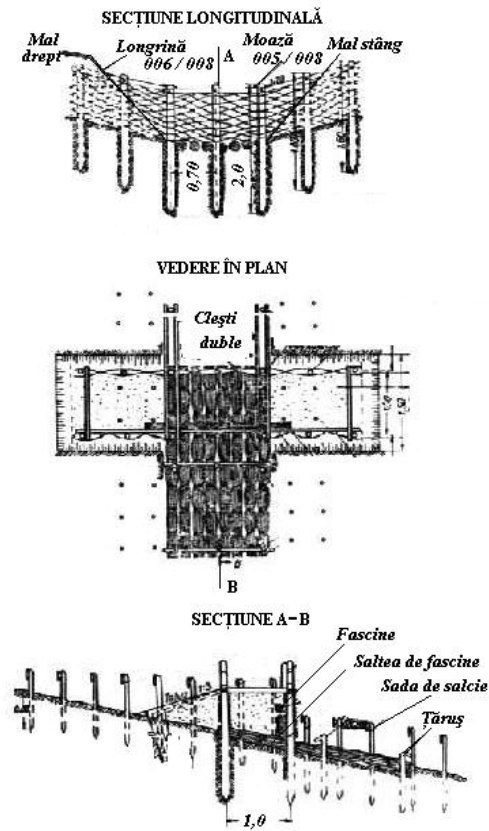 SECȚIUNE LONGITUDINALĂ
Mal
drept
Longrină
006/008
A
Moază
005/008
Mal stâng
0,70
2,0
VEDERE ÎN PLAN
Clești
duble
B
SECȚIUNE A-B
Fascine
Saltea de fascine
Sada de salcie
Țăruș
1,0